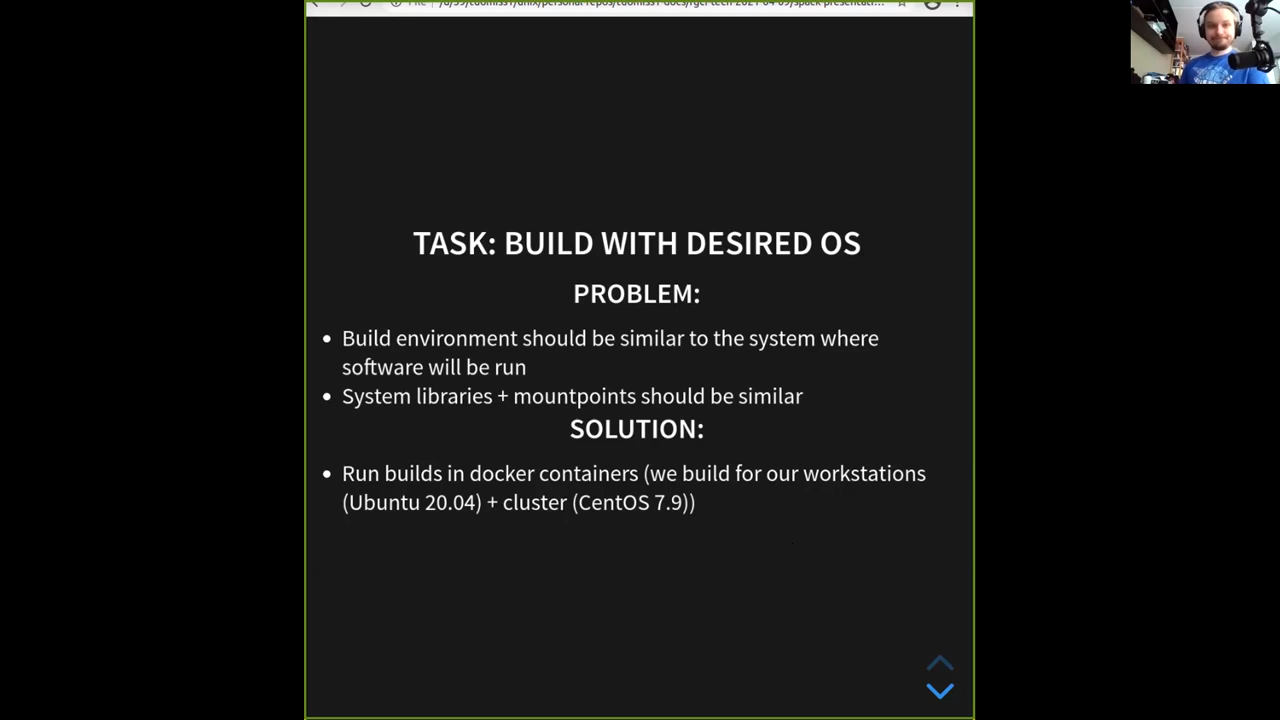 TASK: BUILD WITH DESIRED OS
PROBLEM:
• Build environment should be similar to the system where
software will be run
• System libraries + mountpoints should be similar
SOLUTION:
• Run builds in docker containers (we build for our workstations
(Ubuntu 20.04) + cluster (CentOS 7.9))